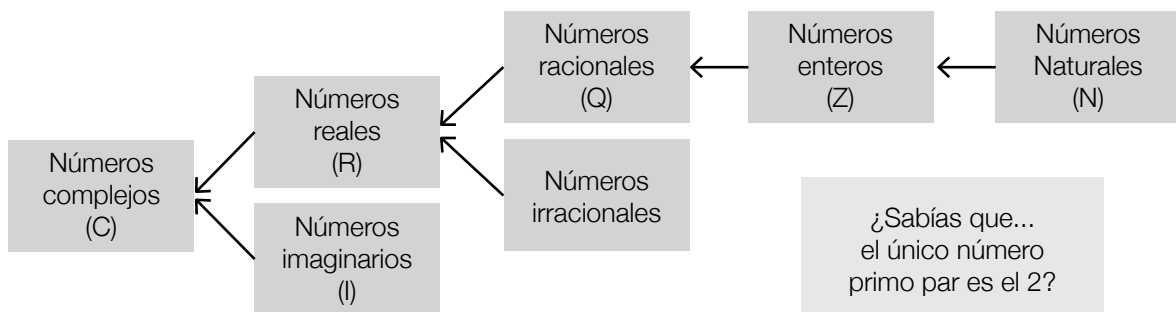 Números
complejos
(C)
Números
reales
(R)
Números
imaginarios
(I)
Números
racionales
(Q)
Números
irracionales
Números
enteros
(Z)
Números
Naturales
(N)
¿Sabías que...
el único número
primo par es el 2?